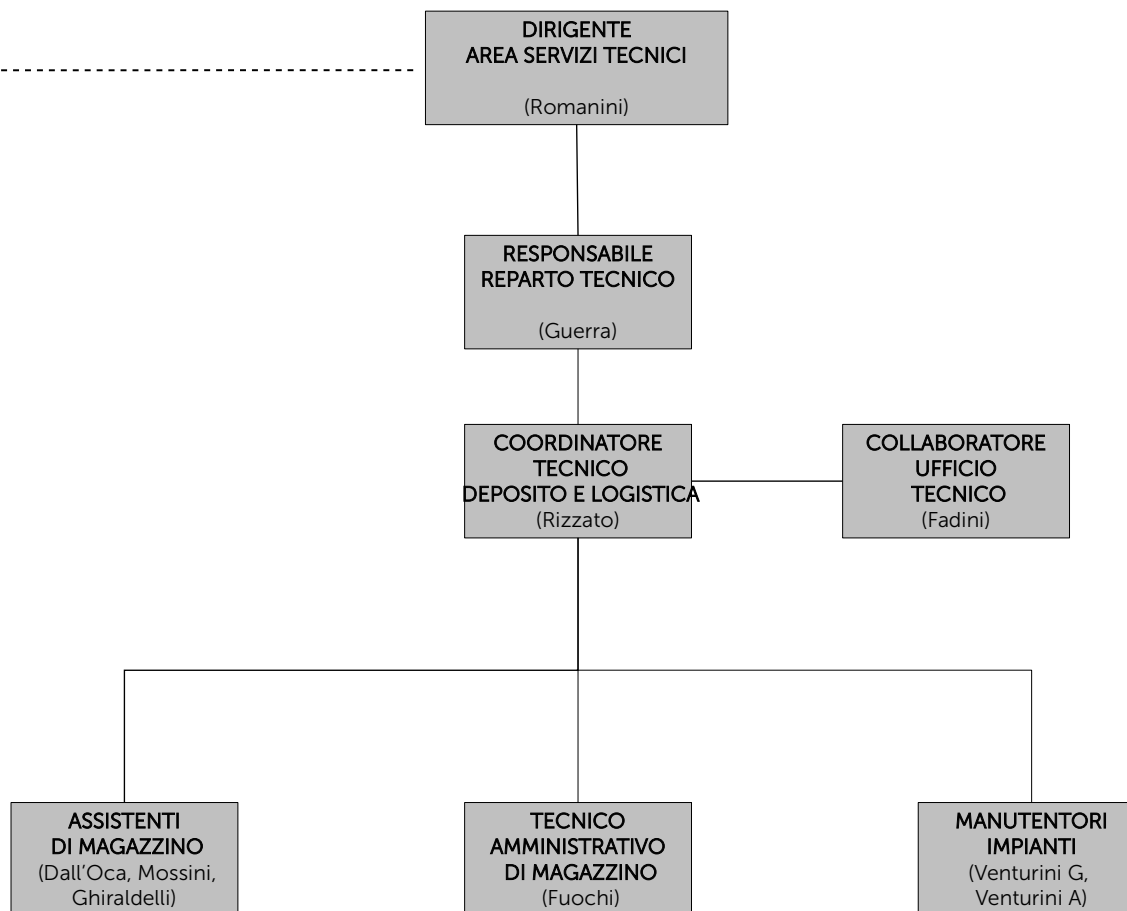 DIRIGENTE
AREA SERVIZI TECNICI
(Romanini)
RESPONSABILE
REPARTO TECNICO
(Guerra)
COORDINATORE
TECNICO
DEPOSITO E LOGISTICA
(Rizzato)
COLLABORATORE
UFFICIO
TECNICO
(Fadini)
ASSISTENTI
DI MAGAZZINO
(Dall'Oca, Mossini,
Ghiraldelli)
TECNICO
AMMINISTRATIVO
DI MAGAZZINO
(Fuochi)
MANUTENTORI
IMPIANTI
(Venturini G,
Venturini A)